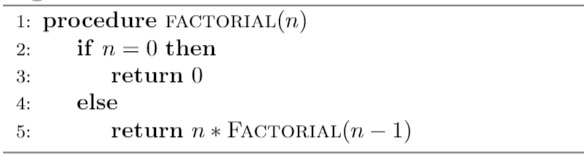 1: procedure FACTORIAL(n)
2: if n = 0 then
3: return 0
4: else
5: return n ∗ FACTORIAL(n − 1)